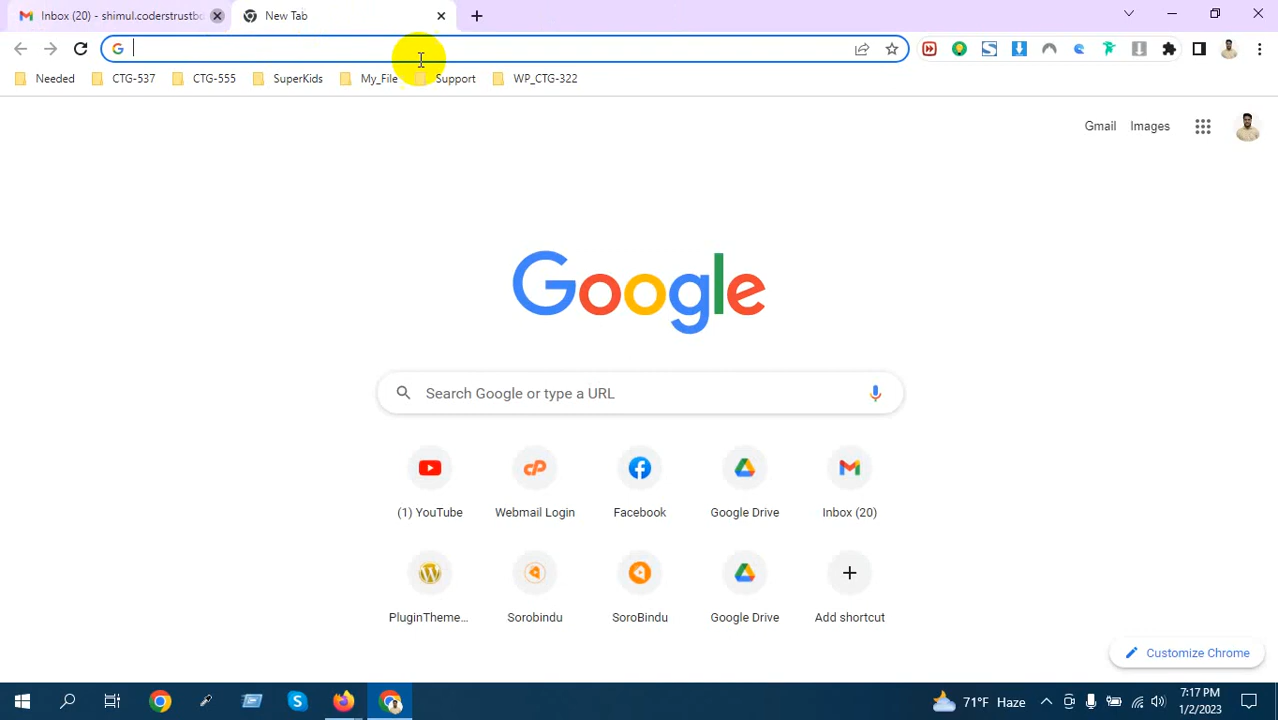 Inbox (20) - shimul.coderstrustbd
New Tab
Needed
CTG-537
CTG-555
SuperKids
My_File
Support
WP_CTG-322
Gmail
Images
Google
Search Google or type a URL
(1) YouTube
Webmail Login
Facebook
Google Drive
Inbox (20)
PluginTheme...
Sorobindu
SoroBindu
Google Drive
Add shortcut
Customize Chrome
71°F Haze
7:17 PM
1/2/2023